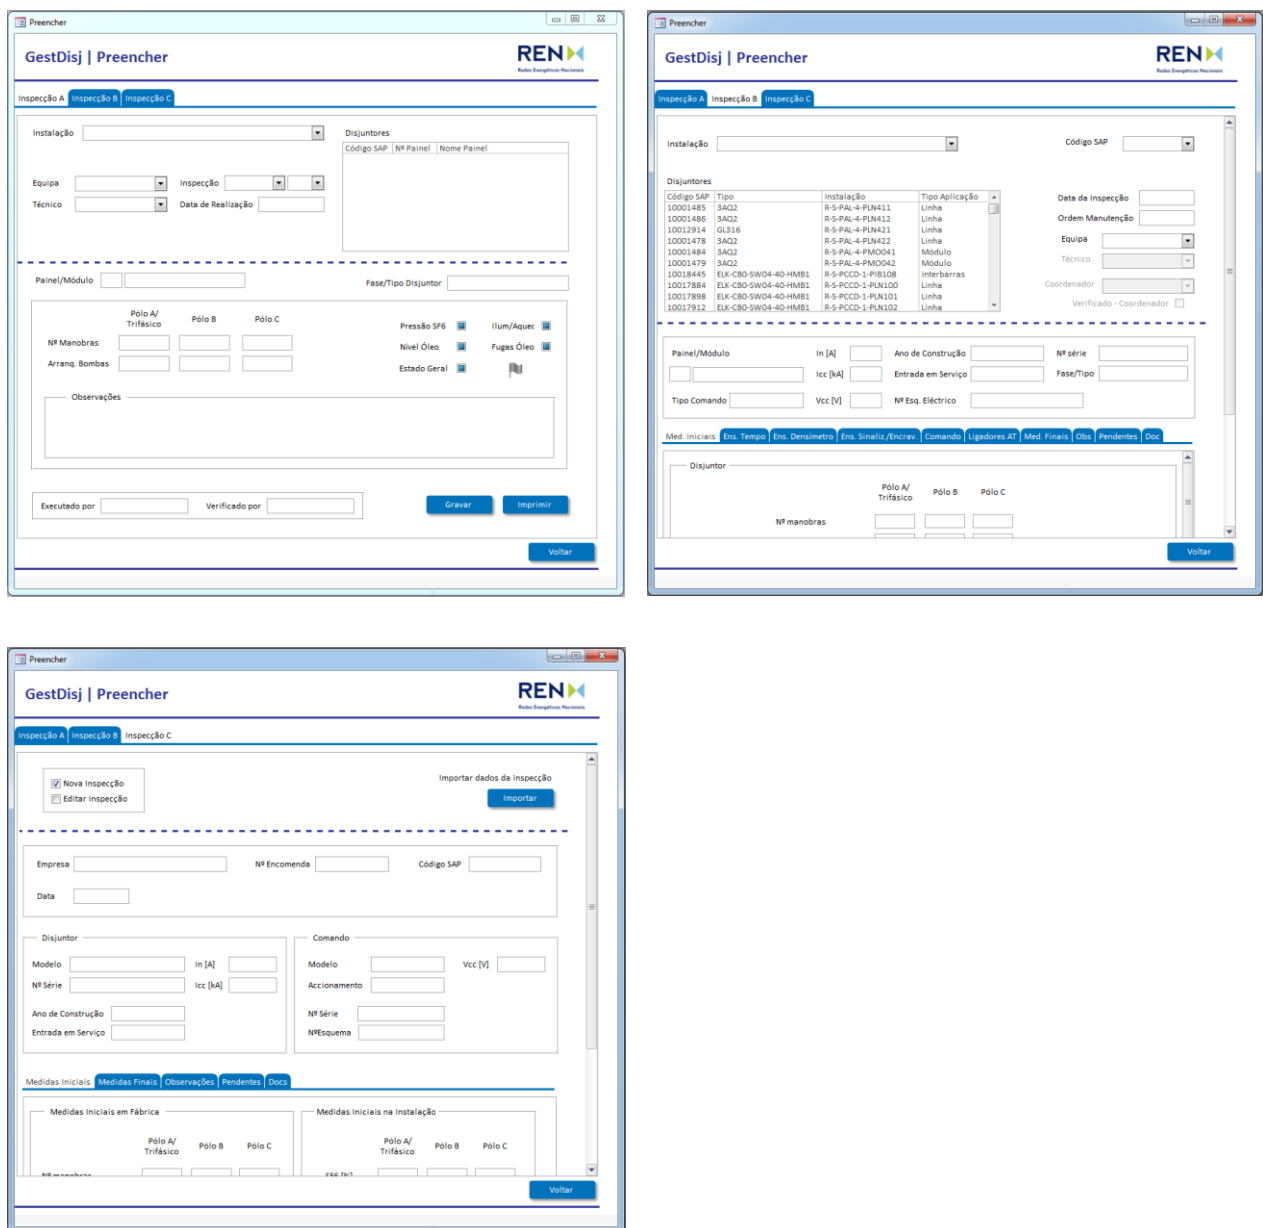 Preencher
GestDisj | Preencher
REN
Redes Energéticas Nacionais
Inspecção A Inspecção B Inspecção C
Instalação
Disjuntores
Código SAP Nº Painel Nome Painel
Equipa Inspecção
Técnico Data de Realização
Painel/Módulo Fase/Tipo Disjuntor
Pólo A/
Trifásico Pólo B Pólo C
Nº Manobras
Arranq. Bombas
Pressão SF6 Ilum/Aquec
Nivel Óleo Fugas Óleo
Estado Geral
Observações
Executado por Verificado por Gravar Imprimir
Voltar
Preencher
GestDisj | Preencher
REN
Redes Energéticas Nacionais
Inspecção A Inspecção B Inspecção C
Instalação Código SAP
Disjuntores
Código SAP Tipo Instalação Tipo Aplicação
10001485 3AQ2 R-S-PAL-4-PLN411 Linha
10001486 3AQ2 R-S-PAL-4-PLN412 Linha
10012914 GL316 R-S-PAL-4-PLN421 Linha
10001478 3AQ2 R-S-PAL-4-PLN422 Linha
10001484 3AQ2 R-S-PAL-4-PMO041 Módulo
10001479 3AQ2 R-S-PAL-4-PMO042 Módulo
10018445 ELK-CB0-SW04-40-HMB1 R-S-PCCD-1-PIB108 Interbarras
10017884 ELK-CB0-SW04-40-HMB1 R-S-PCCD-1-PLN100 Linha
10017898 ELK-CB0-SW04-40-HMB1 R-S-PCCD-1-PLN101 Linha
10017912 ELK-CB0-SW04-40-HMB1 R-S-PCCD-1-PLN102 Linha
Data da Inspecção
Ordem Manutenção
Equipa
Técnico
Coordenador
Verificado - Coordenador
Painel/Módulo In [A] Ano de Construção Nº série
Icc [kA] Entrada em Serviço Fase/Tipo
Tipo Comando Vcc [V] Nº Esq. Eléctrico
Med. Iniciais Ens. Tempo Ens. Densímetro Ens. Sinaliz./Encrav. Comando Ligadores AT Med. Finais Obs Pendentes Doc
Disjuntor
Pólo A/
Trifásico Pólo B Pólo C
Nº manobras
Voltar
Preencher
GestDisj | Preencher
REN
Redes Energéticas Nacionais
Inspecção A Inspecção B Inspecção C
Nova Inspecção
Editar Inspecção
Importar dados da inspecção
Importar
Empresa Nº Encomenda Código SAP
Data
Disjuntor
Modelo In [A]
Nº Série Icc [kA]
Ano de Construção
Entrada em Serviço
Comando
Modelo Vcc [V]
Accionamento
Nº Série
NºEsquema
Medidas Iniciais Medidas Finais Observações Pendentes Docs
Medidas Iniciais em Fábrica
Pólo A/
Trifásico Pólo B Pólo C
Nº manobras
Medidas Iniciais na Instalação
Pólo A/
Trifásico Pólo B Pólo C
Voltar